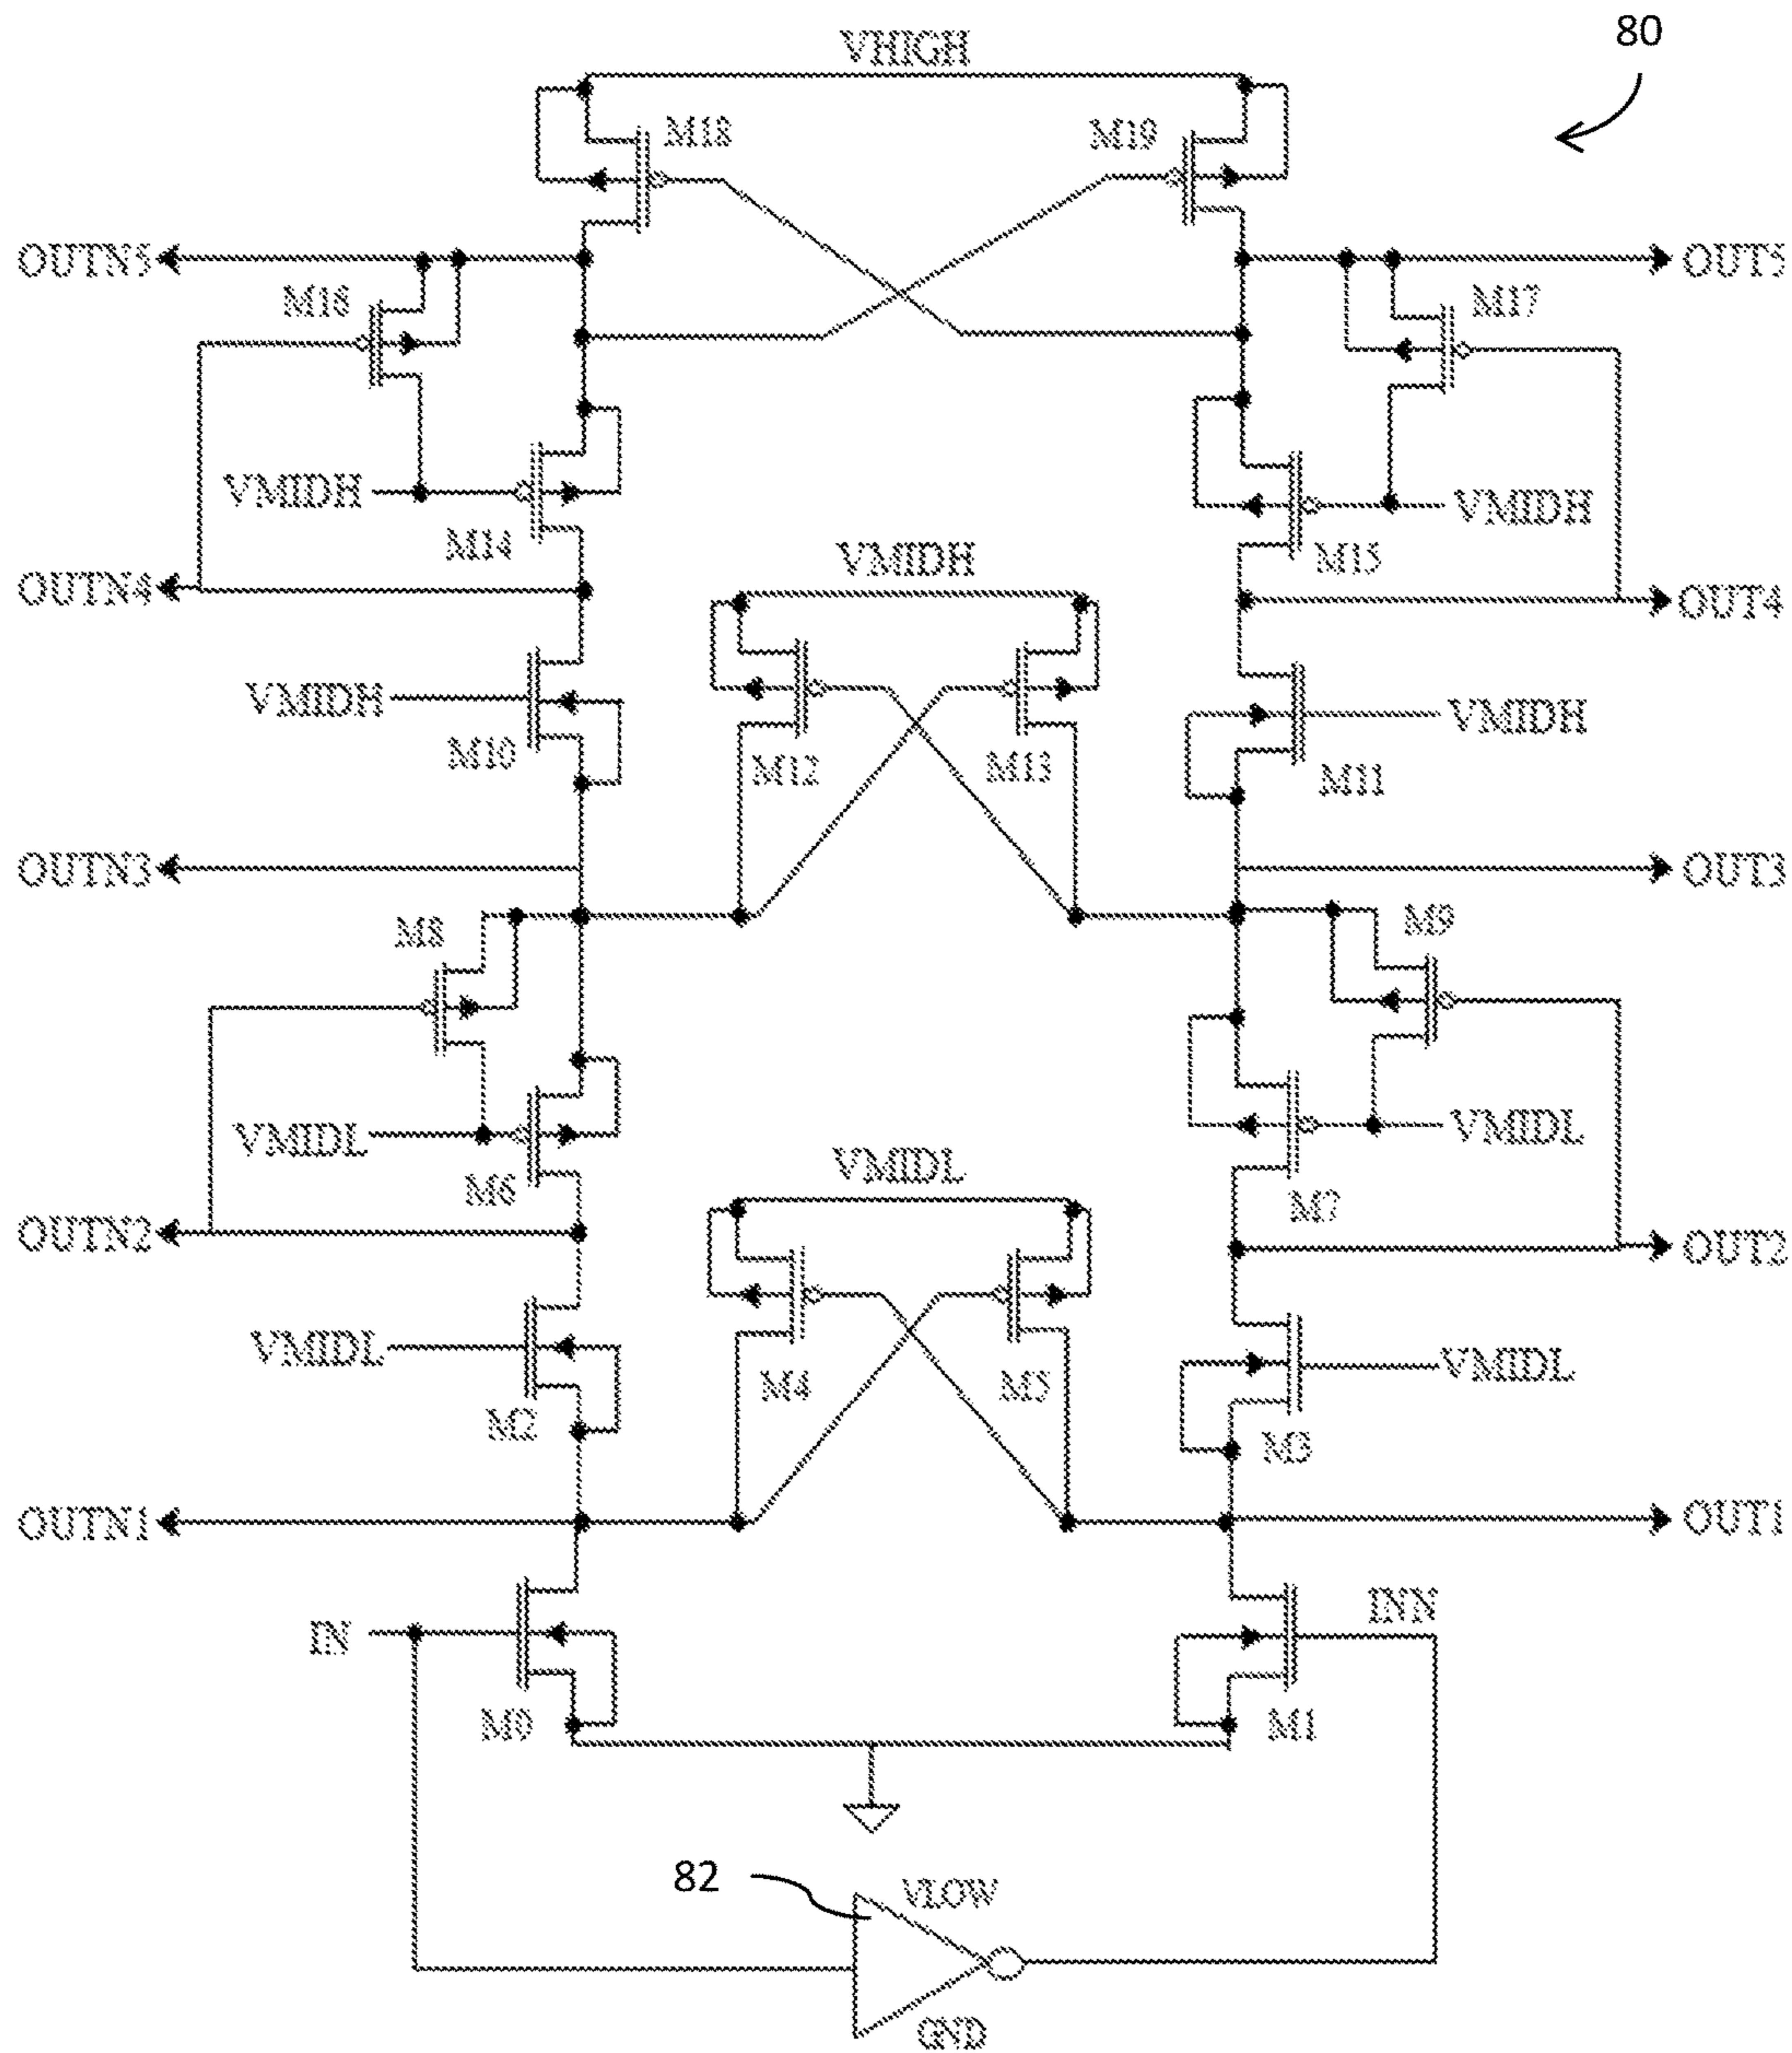 80
VHIGH
M18
M19
OUTN5
OUT5
M16
M17
VMIDH
VMIDH
M14
M15
VMIDH
OUTN4
OUT4
VMIDH
VMIDH
M10
M12
M13
M11
OUTN3
OUT3
M8
M9
VMIDL
VMIDL
M6
M7
VMIDL
OUTN2
OUT2
VMIDL
VMIDL
M4
M5
M2
M3
OUTN1
OUT1
IN
INN
M0
M1
82
VLOW
GND